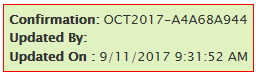 Confirmation: OCT2017-A4A68A944
Updated By:
Updated On : 9/11/2017 9:31:52 AM